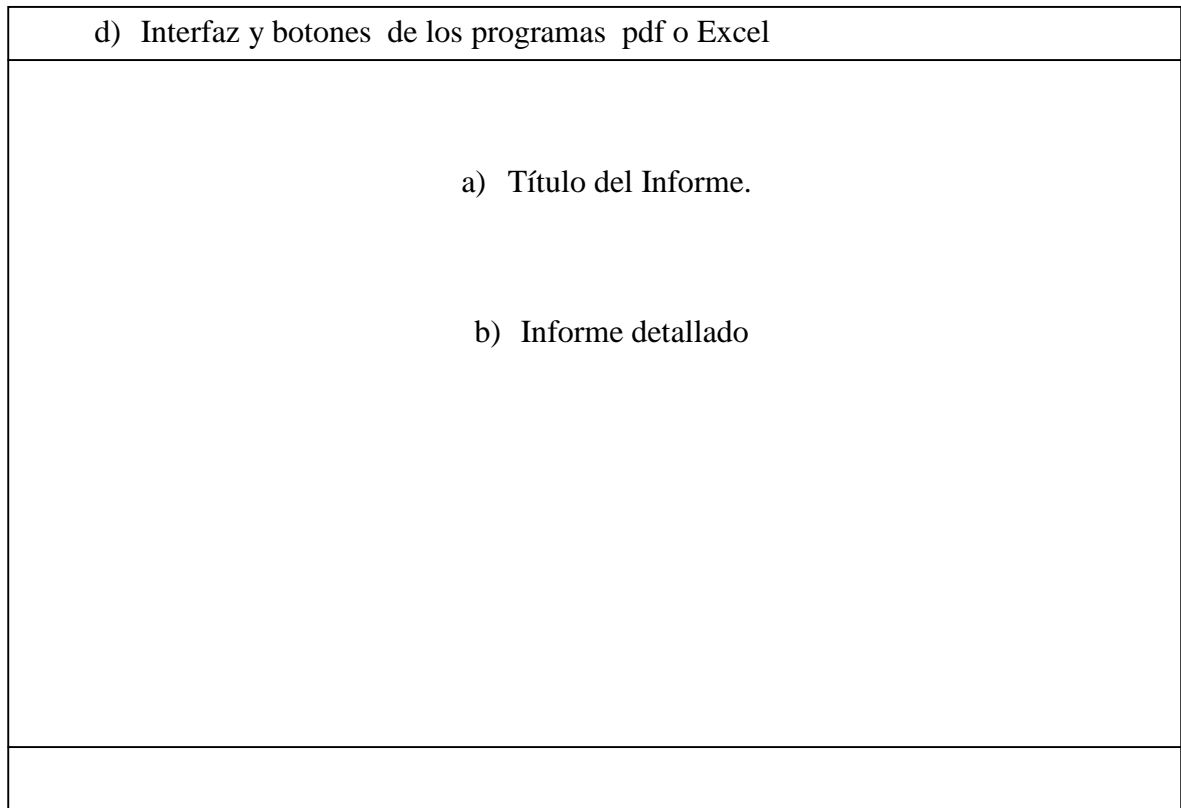 d) Interfaz y botones de los programas pdf o Excel
a) Título del Informe.
b) Informe detallado